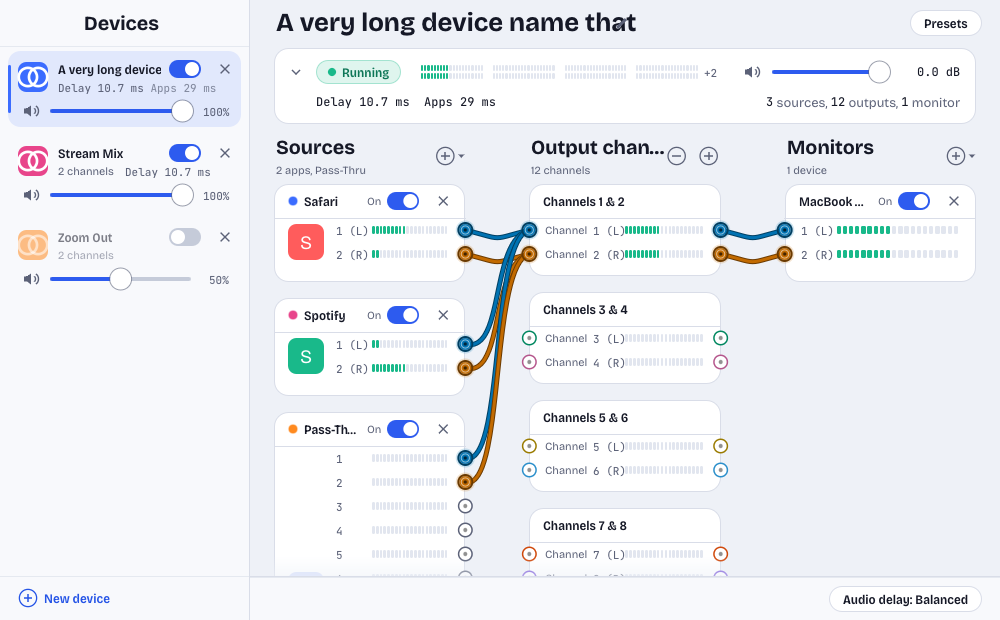 Devices
A very long device
Delay 10.7 ms Apps 29 ms
100%
Stream Mix
2 channels Delay 10.7 ms
100%
Zoom Out
2 channels
50%
New device
A very long device name that
Presets
Running
+2
0.0 dB
Delay 10.7 ms Apps 29 ms
3 sources, 12 outputs, 1 monitor
Sources
2 apps, Pass-Thru
Safari On
S
1 (L)
2 (R)
Spotify On
S
1 (L)
2 (R)
Pass-Th... On
1
2
3
4
5
Output chan...
12 channels
Channels 1 & 2
Channel 1 (L)
Channel 2 (R)
Channels 3 & 4
Channel 3 (L)
Channel 4 (R)
Channels 5 & 6
Channel 5 (L)
Channel 6 (R)
Channels 7 & 8
Channel 7 (L)
Monitors
1 device
MacBook ... On
1 (L)
2 (R)
Audio delay: Balanced